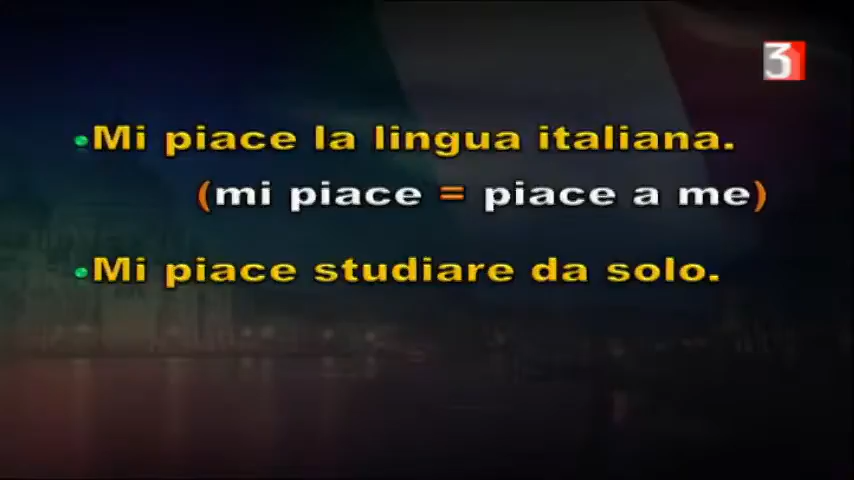 3
Mi piace la lingua italiana.
(mi piace = piace a me)
Mi piace studiare da solo.